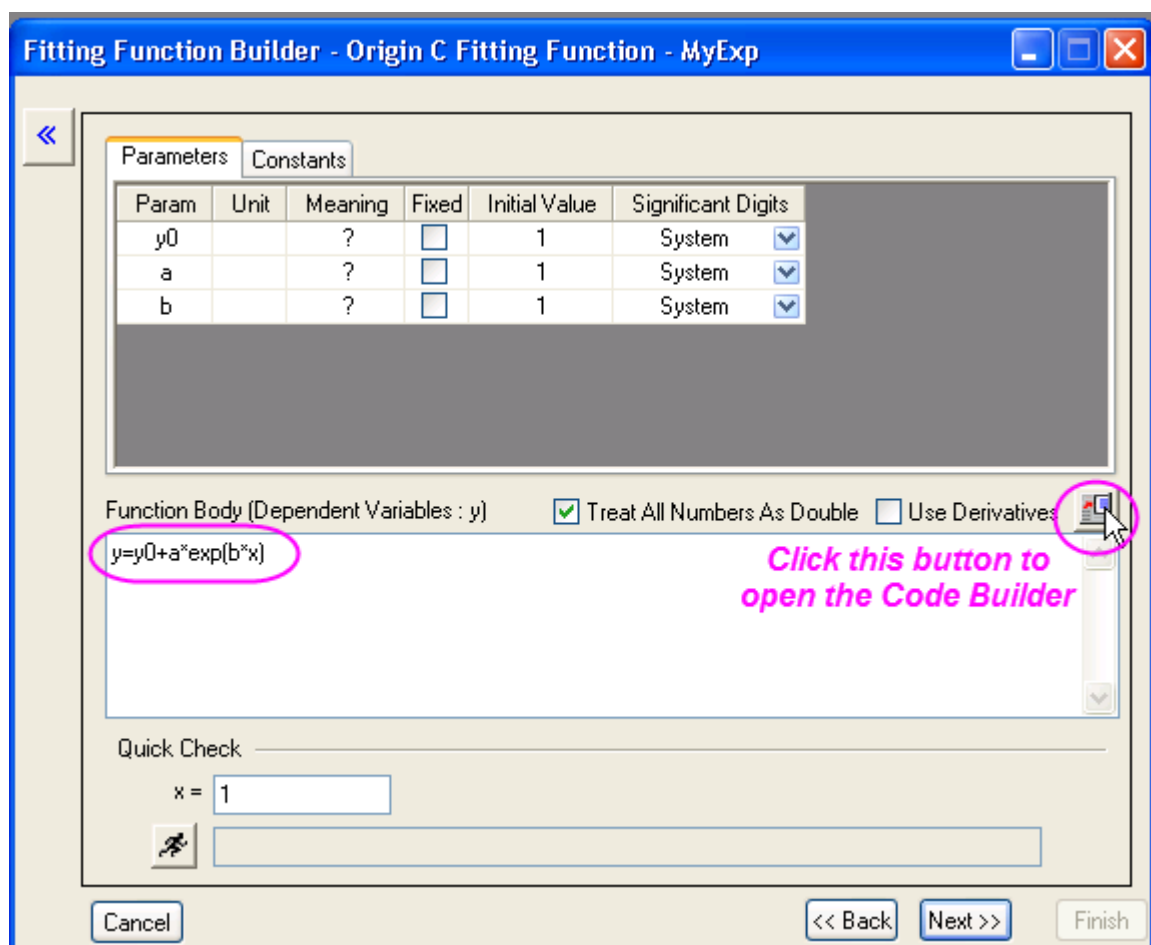 Fitting Function Builder - Origin C Fitting Function - MyExp
«
Parameters Constants
Param Unit Meaning Fixed Initial Value Significant Digits
y0 ? 1 System
a ? 1 System
b ? 1 System
Function Body (Dependent Variables : y) Treat All Numbers As Double Use Derivatives
y=y0+a*exp(b*x)
Click this button to
open the Code Builder
Quick Check
x = 1
Cancel << Back Next >> Finish